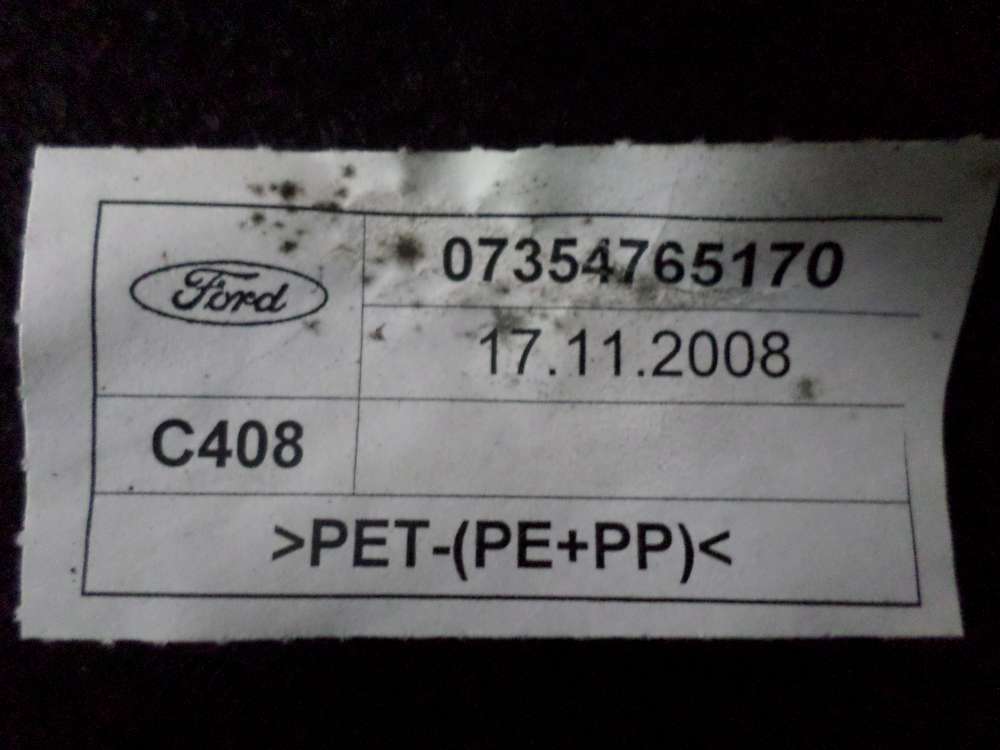 Ford
07354765170
17.11.2008
C408
>PET-(PE+PP)<